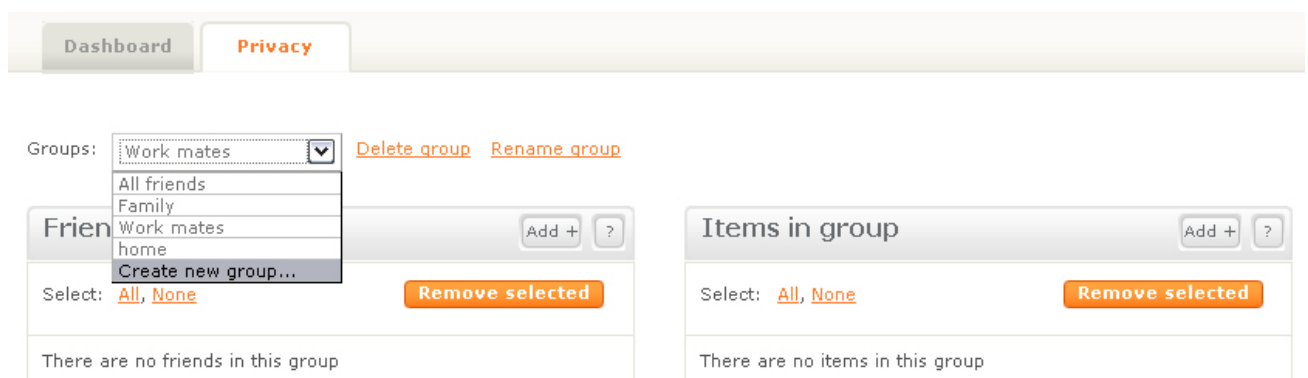 Dashboard Privacy
Groups: Work mates Delete group Rename group
All friends
Family
Work mates
home
Create new group...
Frien Add + ?
Select: All, None Remove selected
There are no friends in this group
Items in group Add + ?
Select: All, None Remove selected
There are no items in this group